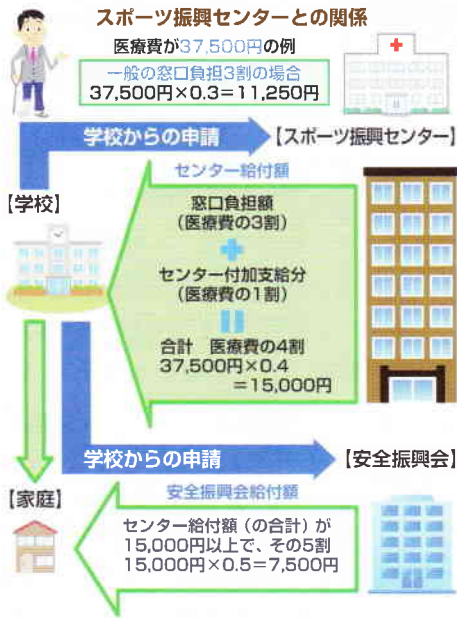 スポーツ振興センターとの関係
医療費が37,500円の例
一般の窓口負担3割の場合
37,500円×0.3＝11,250円
学校からの申請
【スポーツ振興センター】
センター給付額
【学校】
窓口負担額
（医療費の3割）
センター付加支給分
（医療費の1割）
合計　医療費の4割
37,500円×0.4
＝15,000円
学校からの申請
【安全振興会】
【家庭】
安全振興会給付額
センター給付額（の合計）が
15,000円以上で、その5割
15,000円×0.5＝7,500円